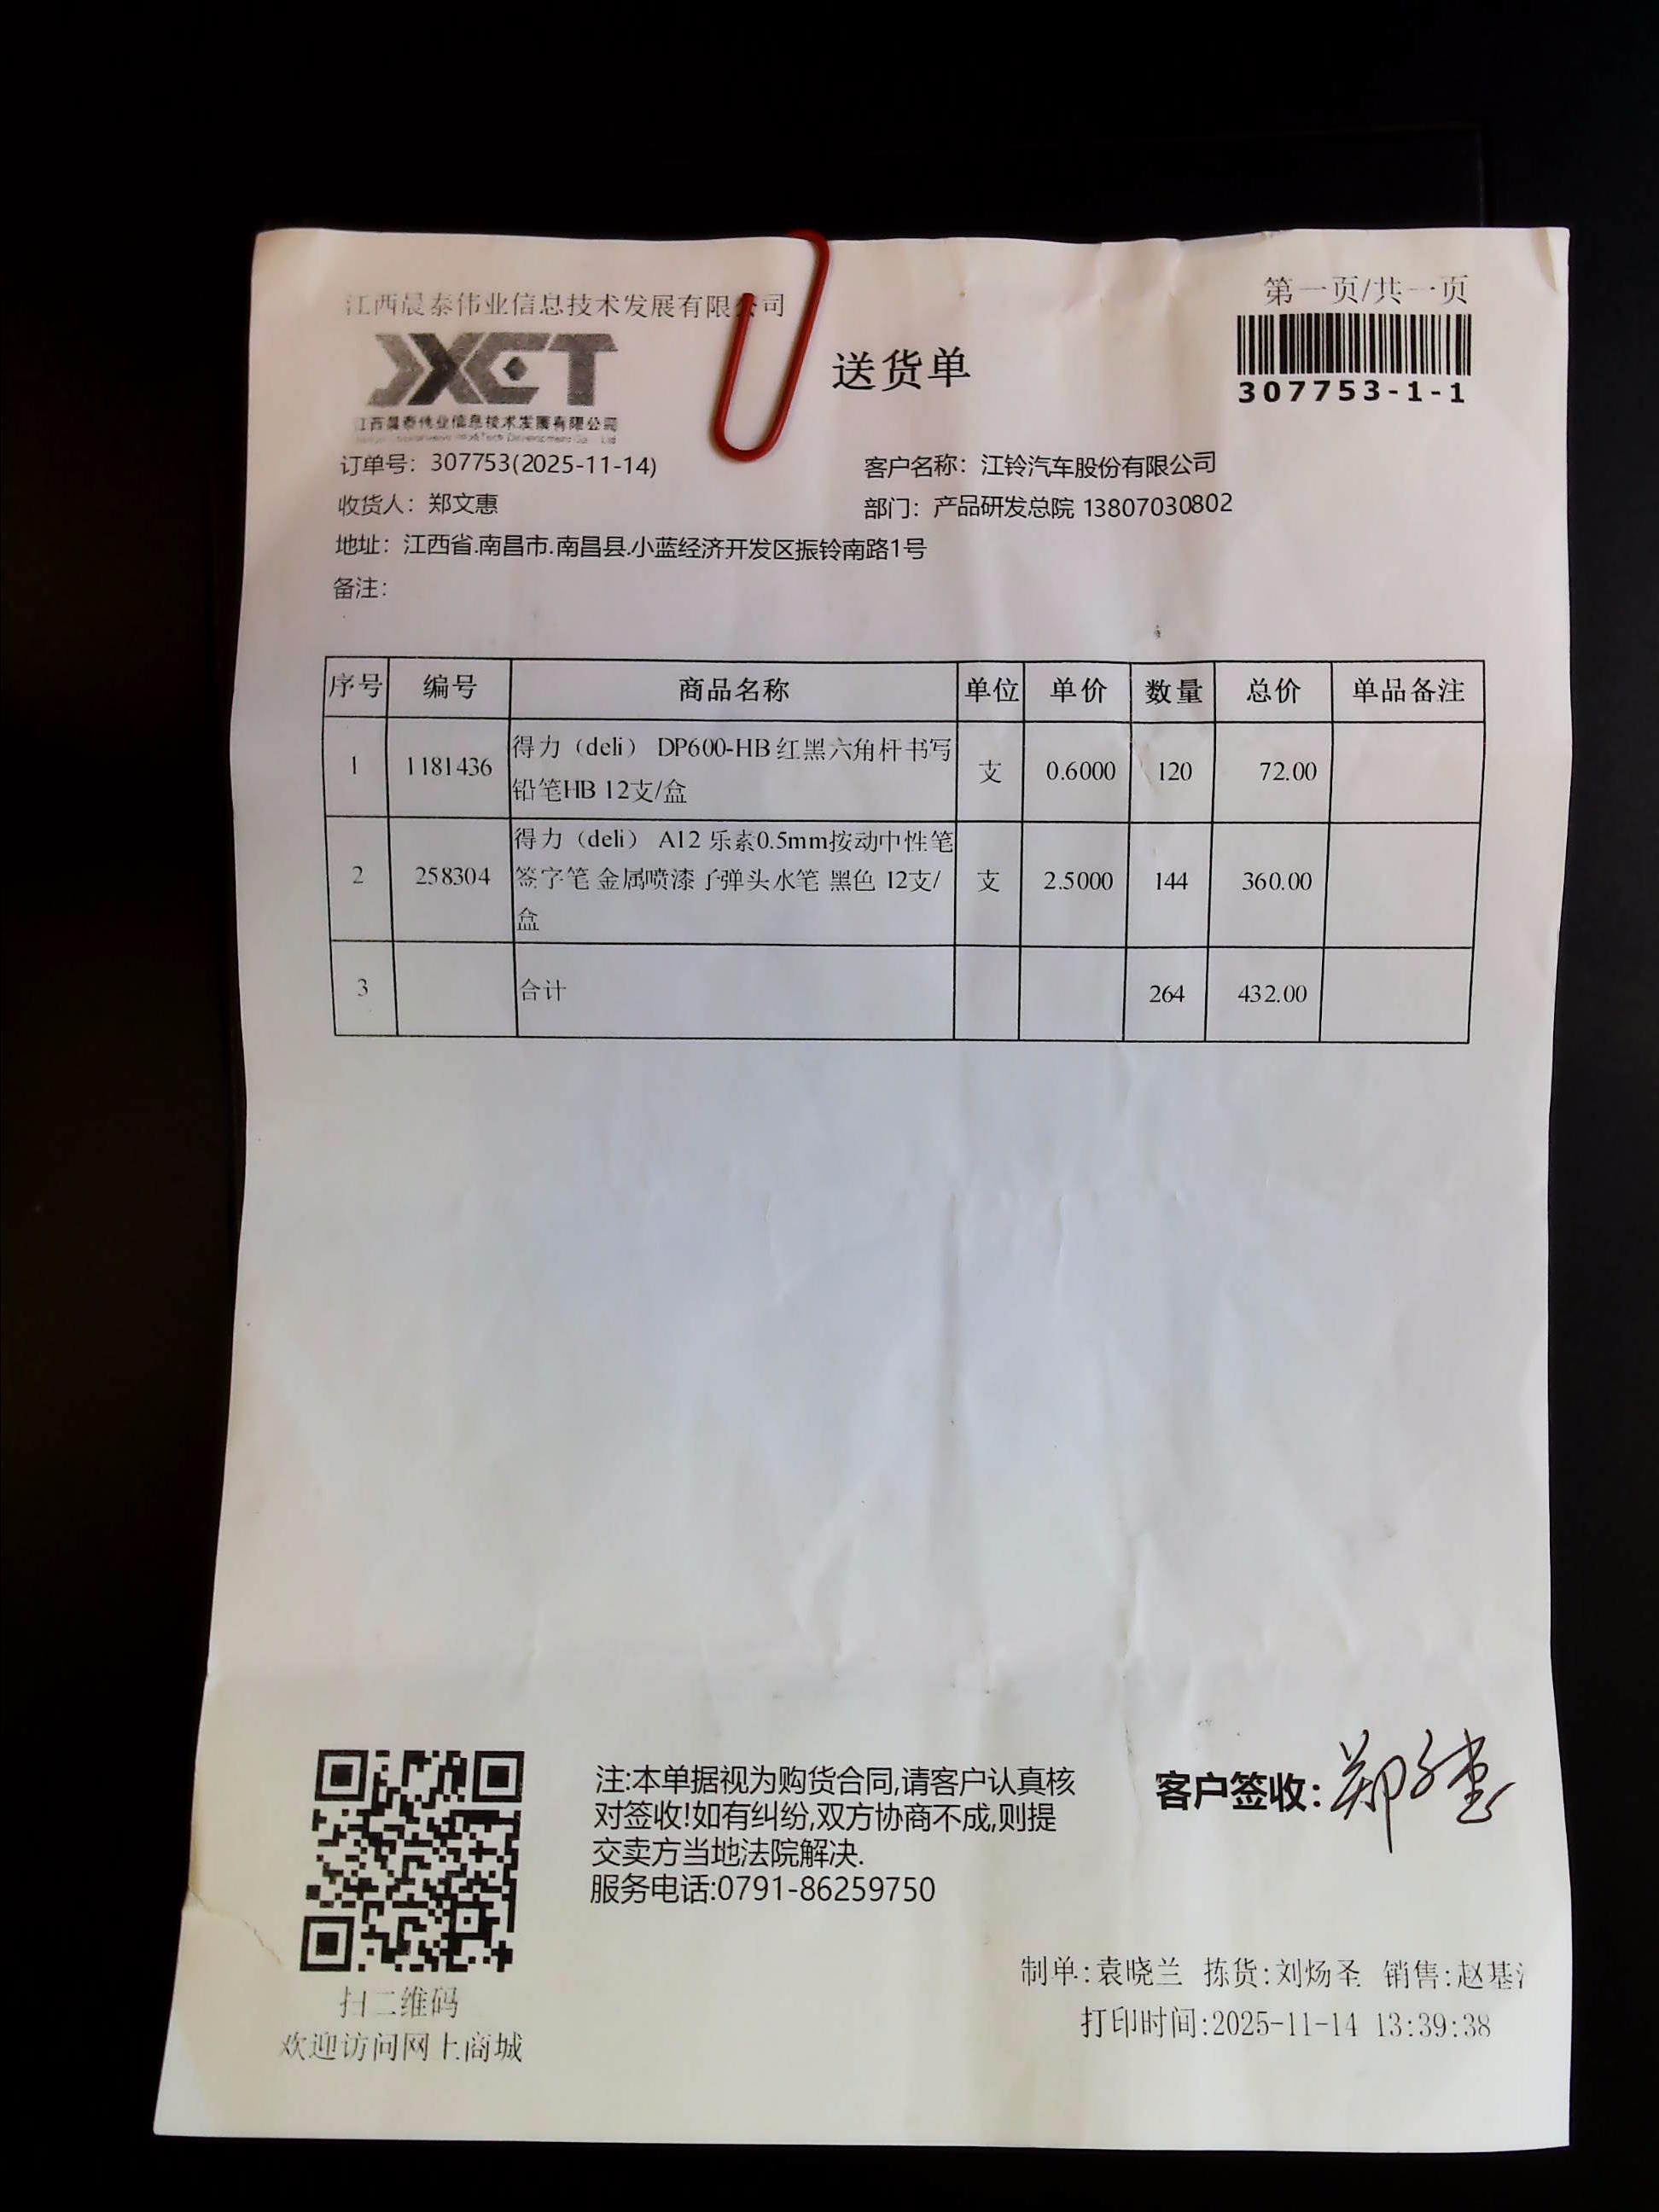 江西晨泰伟业信息技术发展有限公司
第一页/共一页
JXCT
江西晨泰伟业信息技术发展有限公司
送货单
307753-1-1
订单号：307753(2025-11-14)
客户名称：江铃汽车股份有限公司
收货人：郑文惠
部门：产品研发总院 13807030802
地址：江西省.南昌市.南昌县.小蓝经济开发区振铃南路1号
备注：
序号 编号 商品名称 单位 单价 数量 总价 单品备注
1 1181436 得力（deli） DP600-HB 红黑六角杆书写
铅笔HB 12支/盒 支 0.6000 120 72.00
2 258304 得力（deli） A12 乐素0.5mm按动中性笔
签字笔 金属喷漆 子弹头水笔 黑色 12支/
盒 支 2.5000 144 360.00
3 合计 264 432.00
注:本单据视为购货合同,请客户认真核
对签收!如有纠纷,双方协商不成,则提
交卖方当地法院解决.
服务电话:0791-86259750
客户签收：郑文惠
扫二维码
欢迎访问网上商城
制单:袁晓兰 拣货:刘炀圣 销售:赵基
打印时间:2025-11-14 13:39:38